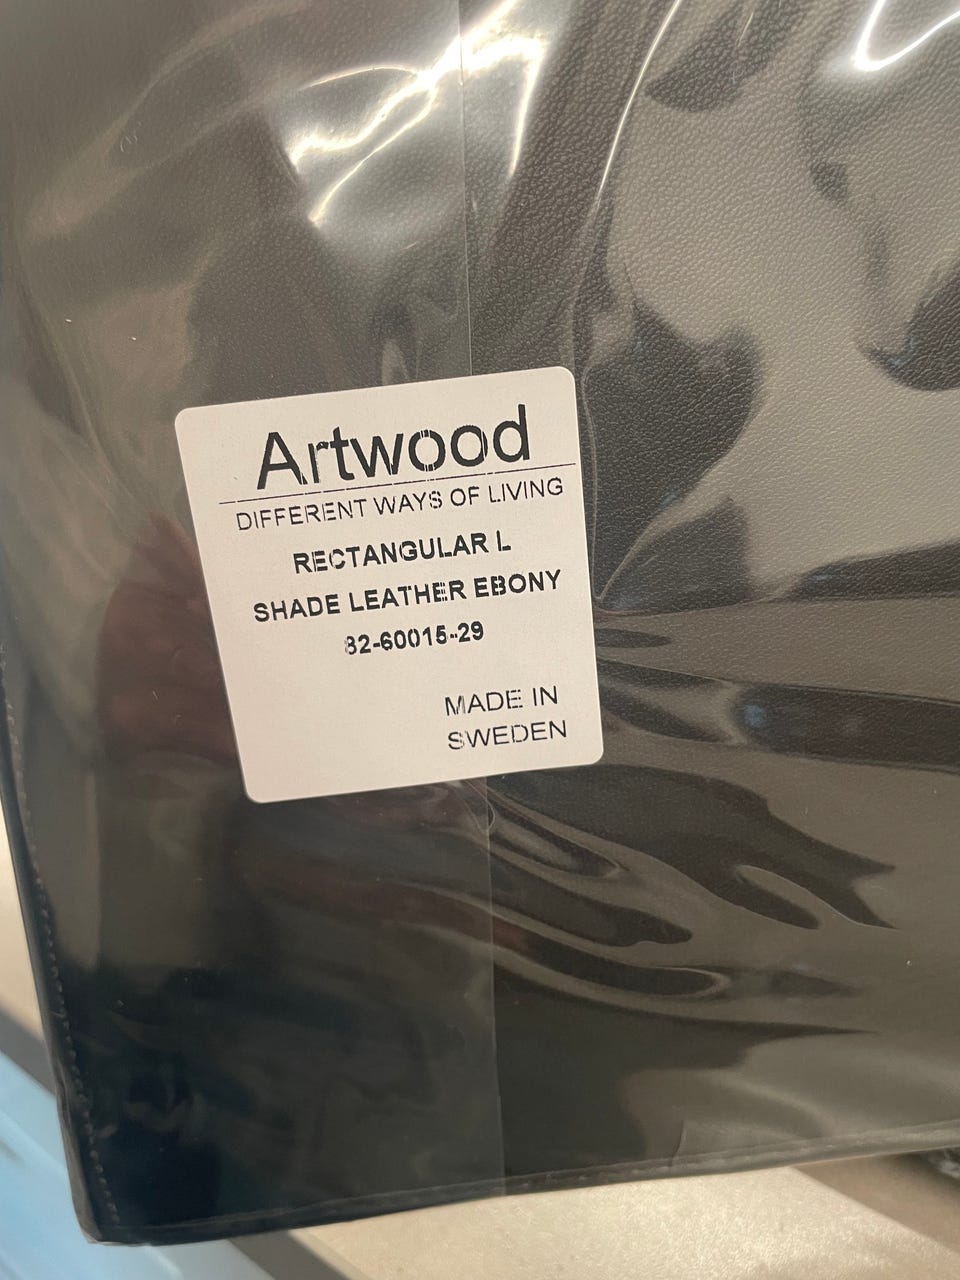 Artwood
DIFFERENT WAYS OF LIVING
RECTANGULAR L
SHADE LEATHER EBONY
82-60015-29
MADE IN
SWEDEN